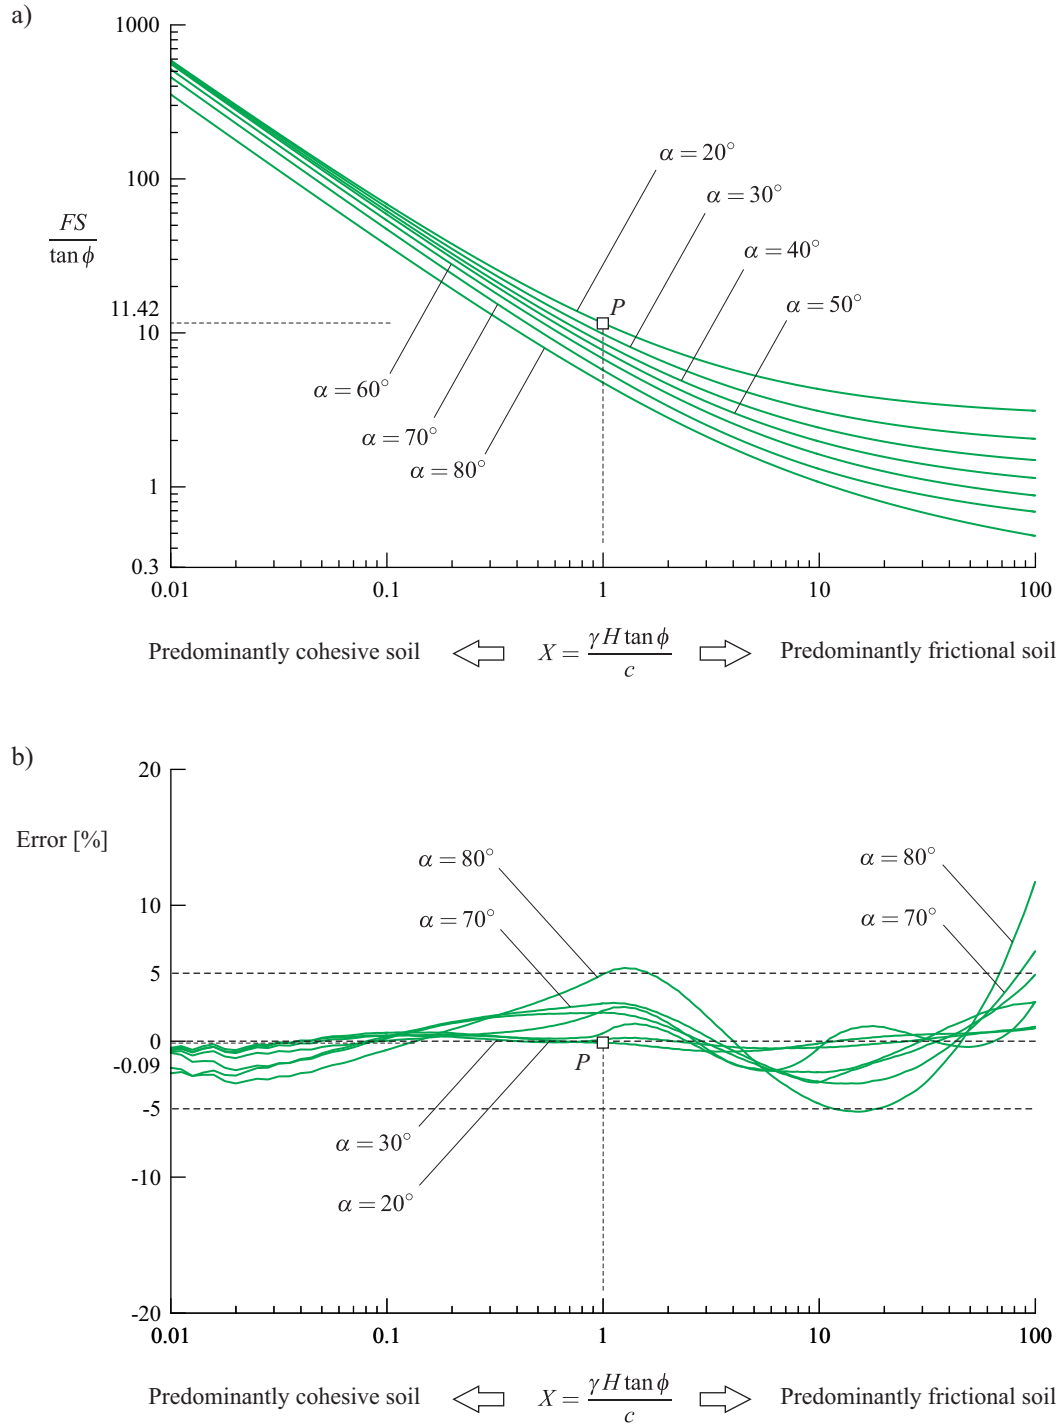 a)
1000
100
FS
tan ϕ
11.42
10
1
0.3
α = 20°
α = 30°
α = 40°
α = 50°
P
α = 60°
α = 70°
α = 80°
0.01 0.1 1 10 100
Predominantly cohesive soil X = γ H tan ϕ / c Predominantly frictional soil
b)
20
Error [%]
10
5
0
-0.09
-5
-10
-20
α = 80°
α = 70°
α = 80°
α = 70°
P
α = 30°
α = 20°
0.01 0.1 1 10 100
Predominantly cohesive soil X = γ H tan ϕ / c Predominantly frictional soil